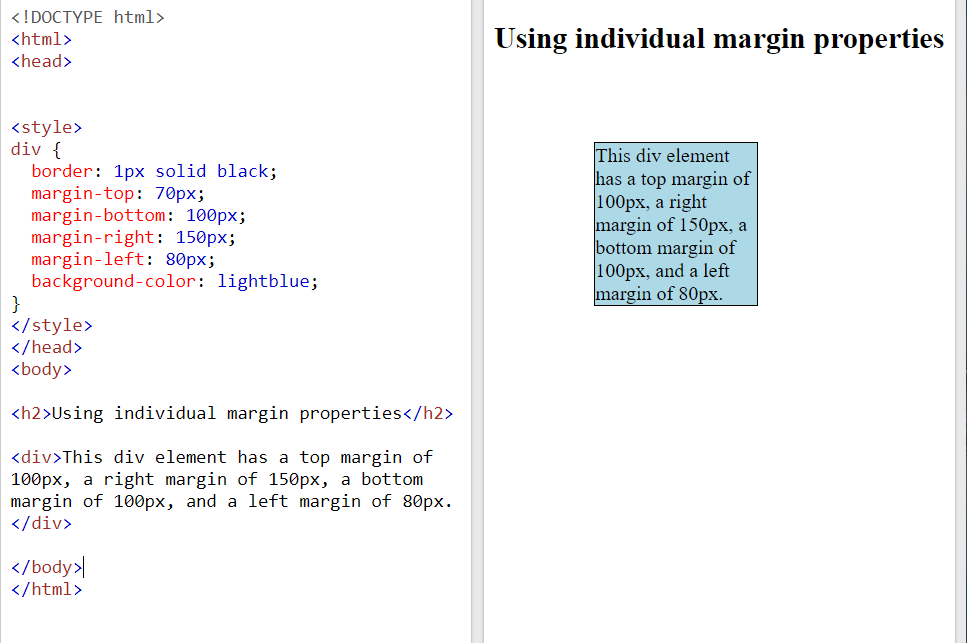 <!DOCTYPE html>
<html>
<head>
<style>
div {
  border: 1px solid black;
  margin-top: 70px;
  margin-bottom: 100px;
  margin-right: 150px;
  margin-left: 80px;
  background-color: lightblue;
}
</style>
</head>
<body>
<h2>Using individual margin properties</h2>
<div>This div element has a top margin of
100px, a right margin of 150px, a bottom
margin of 100px, and a left margin of 80px.
</div>
</body>
</html>
Using individual margin properties
This div element
has a top margin of
100px, a right
margin of 150px, a
bottom margin of
100px, and a left
margin of 80px.